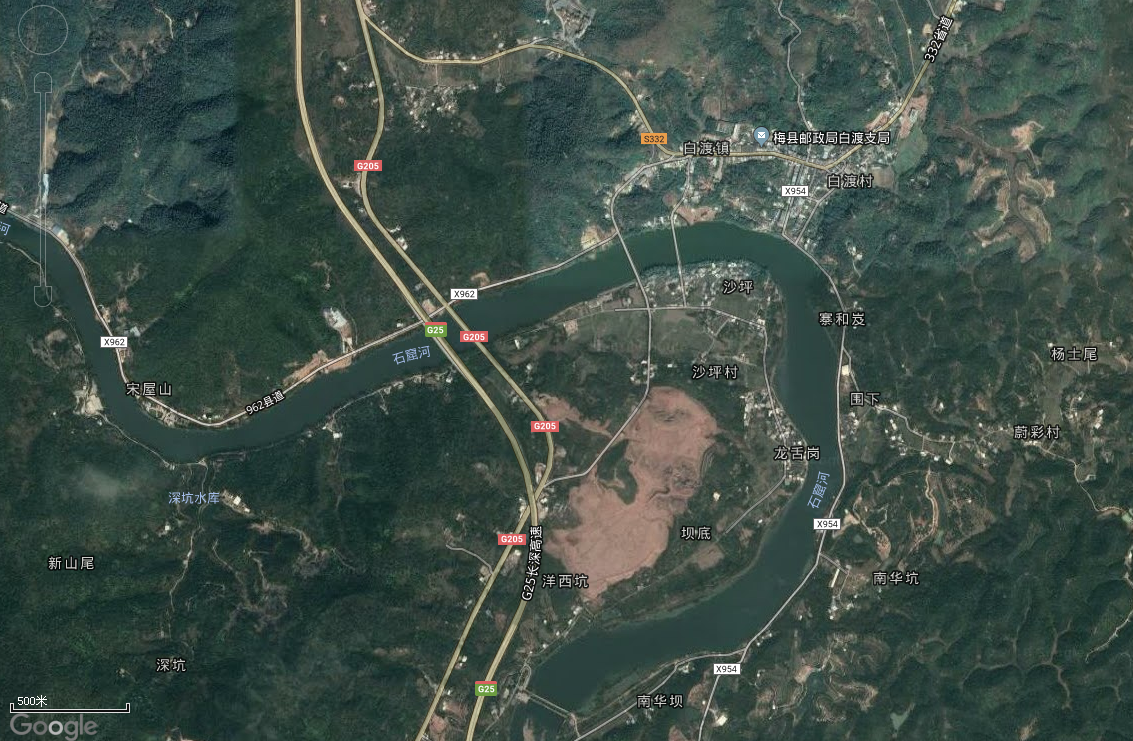 332省道
S332
梅县邮政局白渡支局
白渡镇
G205
白渡村
X954
道
河
沙坪
X962
寨和岌
G25
G205
X962
石窟河
杨士尾
沙坪村
宋屋山
962县道
围下
G205
蔚彩村
龙舌岗
石窟河
深坑水库
X954
坝底
G205
G25长深高速
新山尾
洋西坑
南华坑
深坑
X954
G25
南华坝
500米
Google